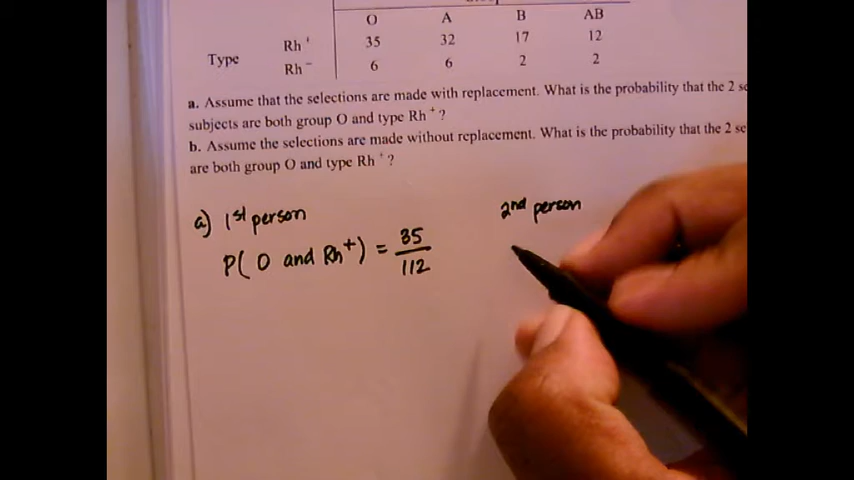 O A B AB
Rh⁺ 35 32 17 12
Type
Rh⁻ 6 6 2 2
a. Assume that the selections are made with replacement. What is the probability that the 2
subjects are both group O and type Rh⁺?
b. Assume the selections are made without replacement. What is the probability that the 2
are both group O and type Rh⁺?
a) 1st person 2nd person
P( O and Rh⁺) = 35/112